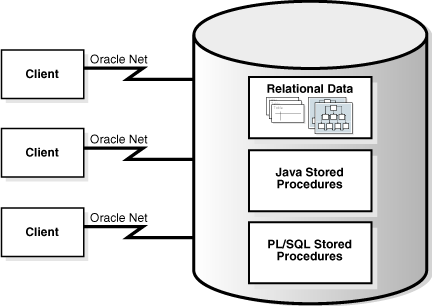 Client
Oracle Net
Client
Oracle Net
Client
Oracle Net
Relational Data
Java Stored
Procedures
PL/SQL Stored
Procedures